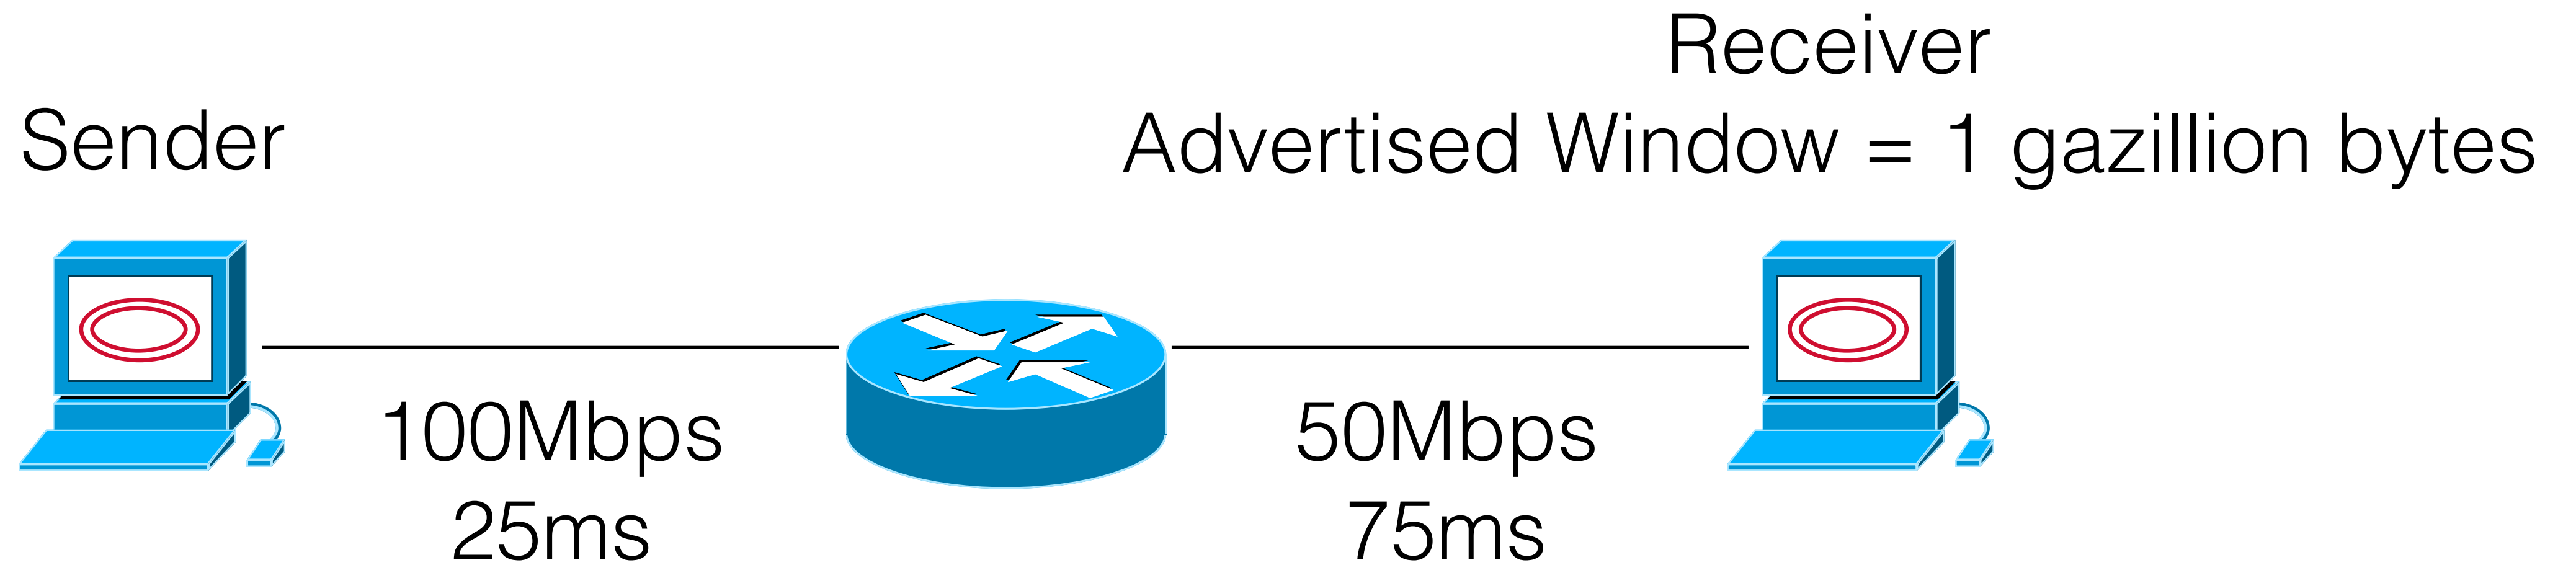 Receiver
Sender
Advertised Window = 1 gazillion bytes
100Mbps
25ms
50Mbps
75ms